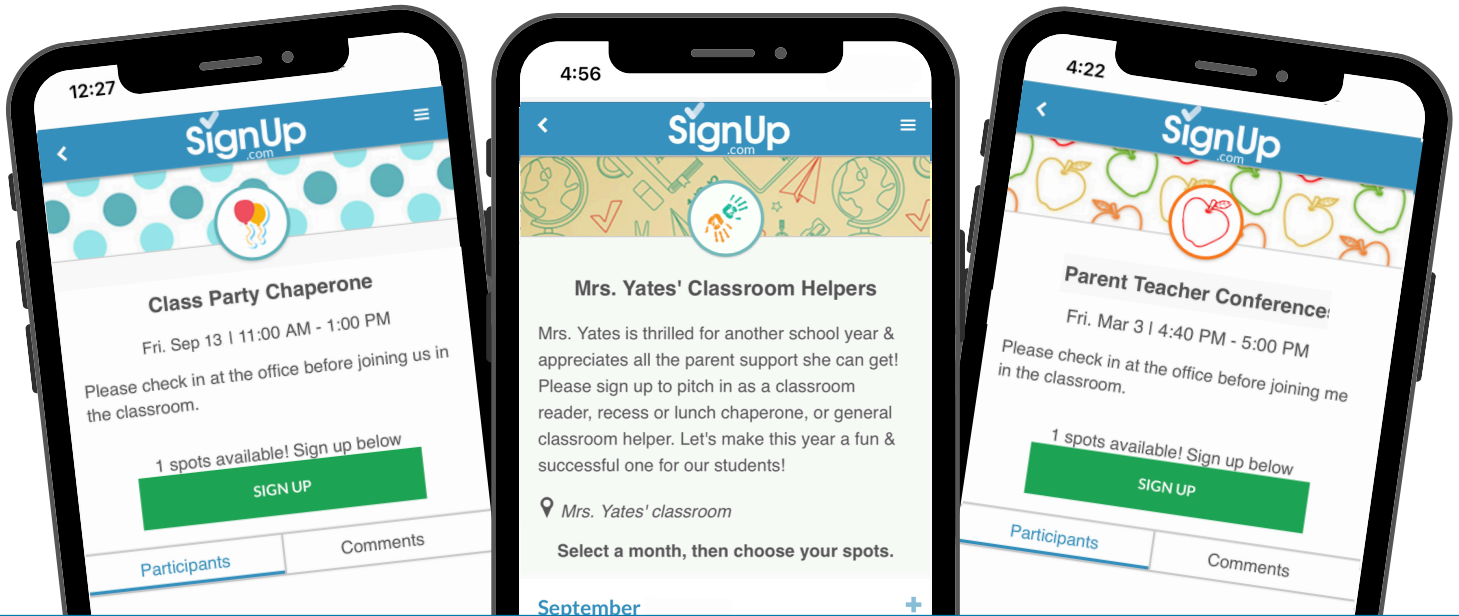 12:27
SignUp
.com
Class Party Chaperone
Fri. Sep 13 | 11:00 AM - 1:00 PM
Please check in at the office before joining us in
the classroom.
1 spots available! Sign up below
SIGN UP
Participants
Comments
4:56
SignUp
.com
Mrs. Yates' Classroom Helpers
Mrs. Yates is thrilled for another school year &
appreciates all the parent support she can get!
Please sign up to pitch in as a classroom
reader, recess or lunch chaperone, or general
classroom helper. Let's make this year a fun &
successful one for our students!
Mrs. Yates' classroom
Select a month, then choose your spots.
September
4:22
SignUp
.com
Parent Teacher Conferences
Fri. Mar 3 | 4:40 PM - 5:00 PM
Please check in at the office before joining me
in the classroom.
1 spots available! Sign up below
SIGN UP
Participants
Comments